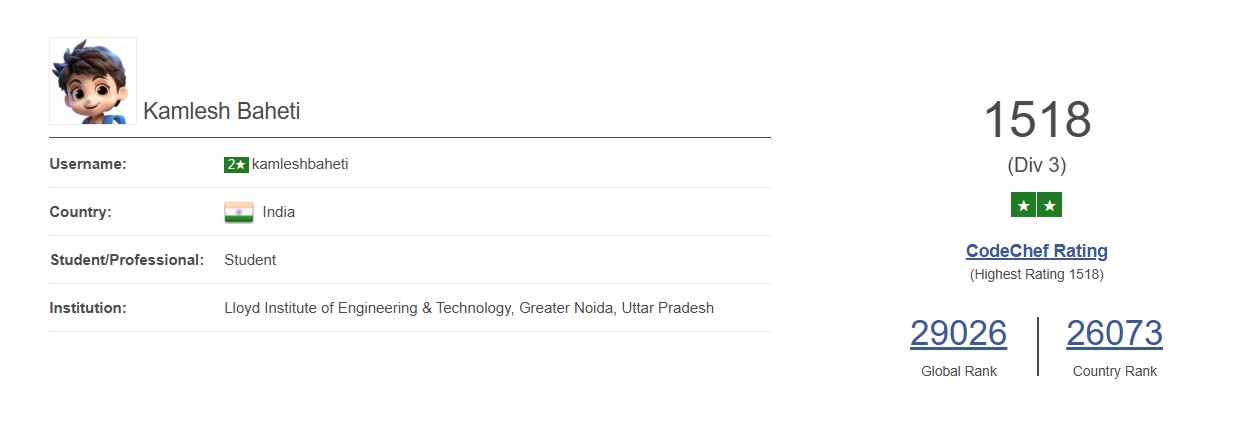 Kamlesh Baheti
Username: 2★ kamleshbaheti
Country: India
Student/Professional: Student
Institution: Lloyd Institute of Engineering & Technology, Greater Noida, Uttar Pradesh
1518
(Div 3)
★ ★
CodeChef Rating
(Highest Rating 1518)
29026 26073
Global Rank Country Rank